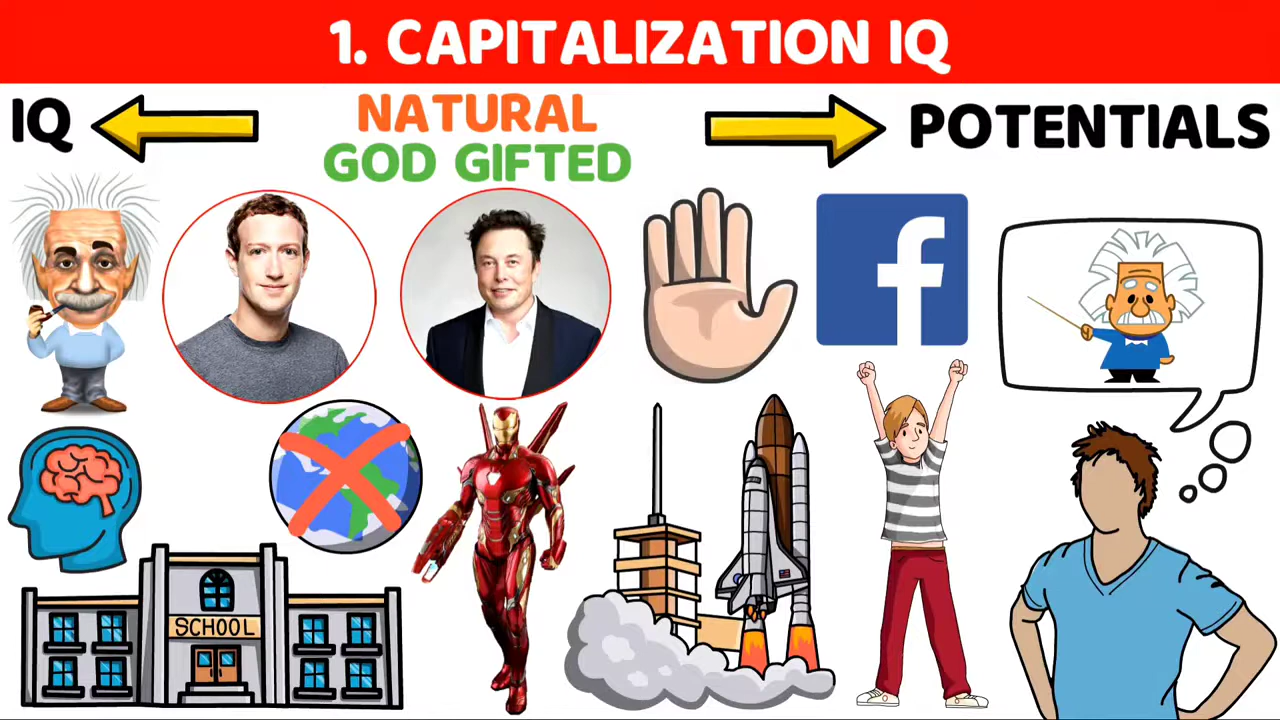 1. CAPITALIZATION IQ
IQ
NATURAL
GOD GIFTED
POTENTIALS
f
SCHOOL